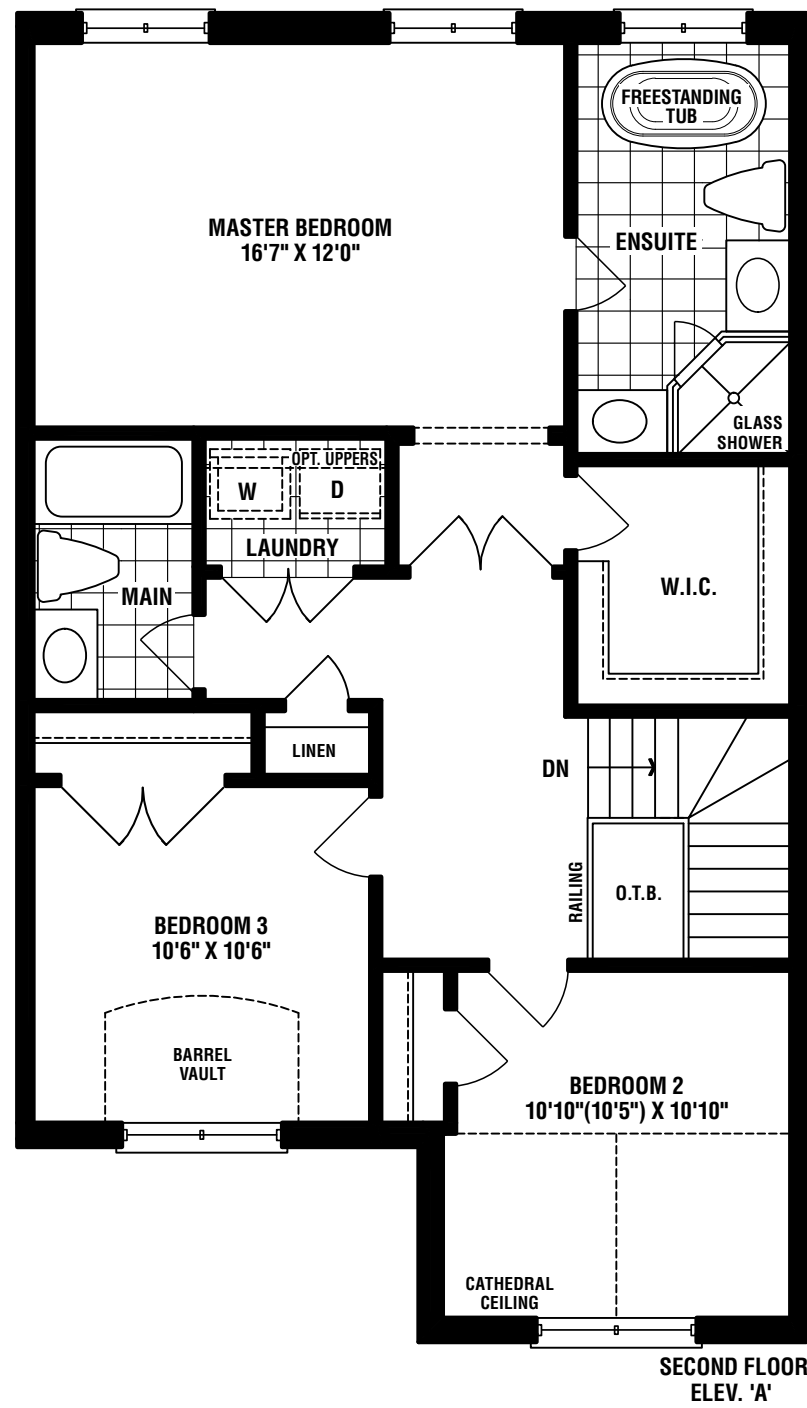 FREESTANDING
TUB
MASTER BEDROOM
16'7" X 12'0"
ENSUITE
GLASS
SHOWER
OPT. UPPERS
W
D
LAUNDRY
MAIN
W.I.C.
LINEN
DN
RAILING
O.T.B.
BEDROOM 3
10'6" X 10'6"
BARREL
VAULT
BEDROOM 2
10'10"(10'5") X 10'10"
CATHEDRAL
CEILING
SECOND FLOOR
ELEV. 'A'